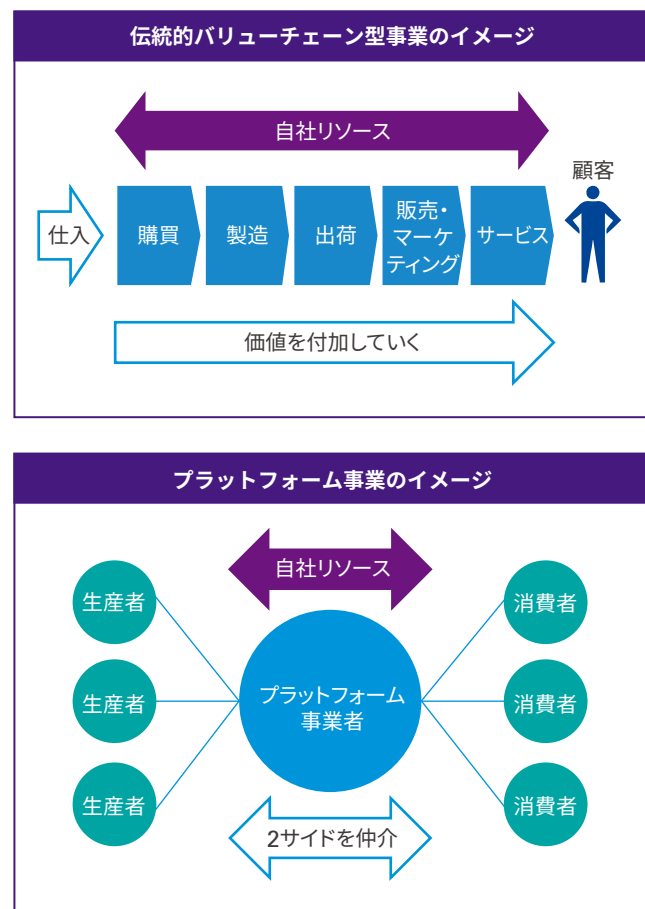 伝統的バリューチェーン型事業のイメージ
自社リソース
顧客
仕入
購買
製造
出荷
販売・
マーケ
ティング
サービス
価値を付加していく
プラットフォーム事業のイメージ
自社リソース
生産者
消費者
プラットフォーム
事業者
生産者
消費者
生産者
消費者
2サイドを仲介